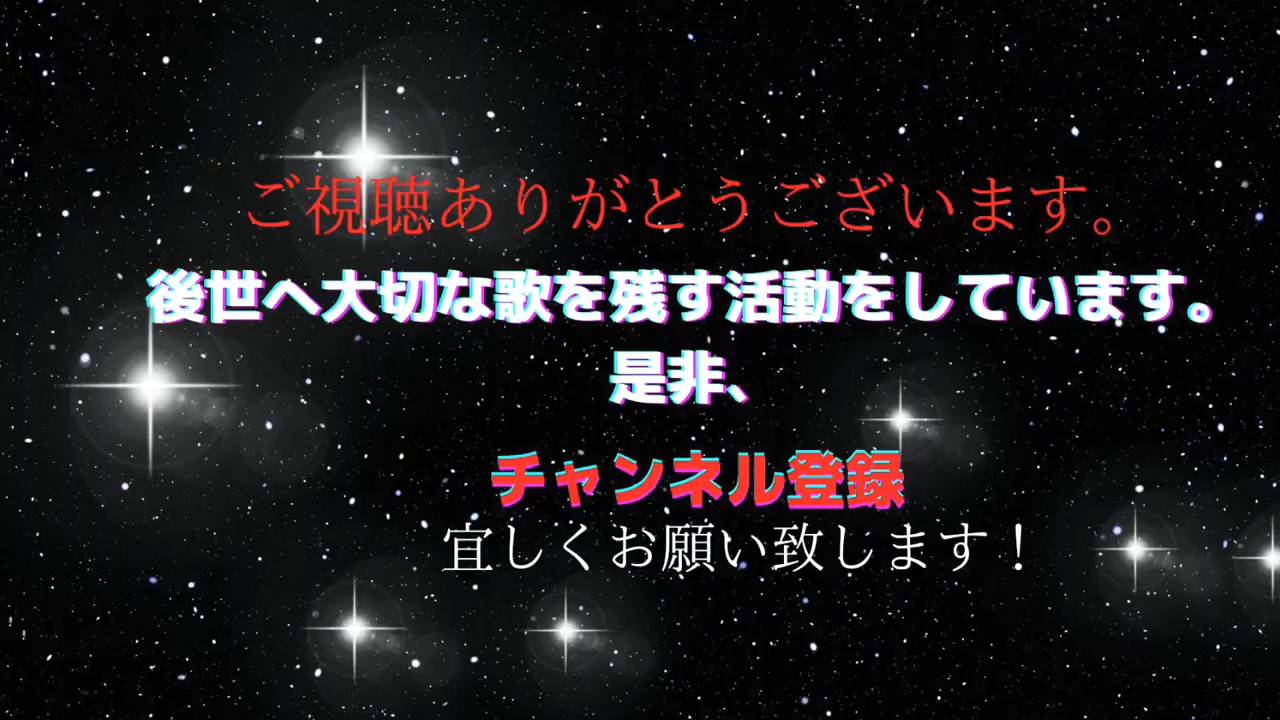 ご視聴ありがとうございます。
後世へ大切な歌を残す活動をしています。
是非、
チャンネル登録
宜しくお願い致します！